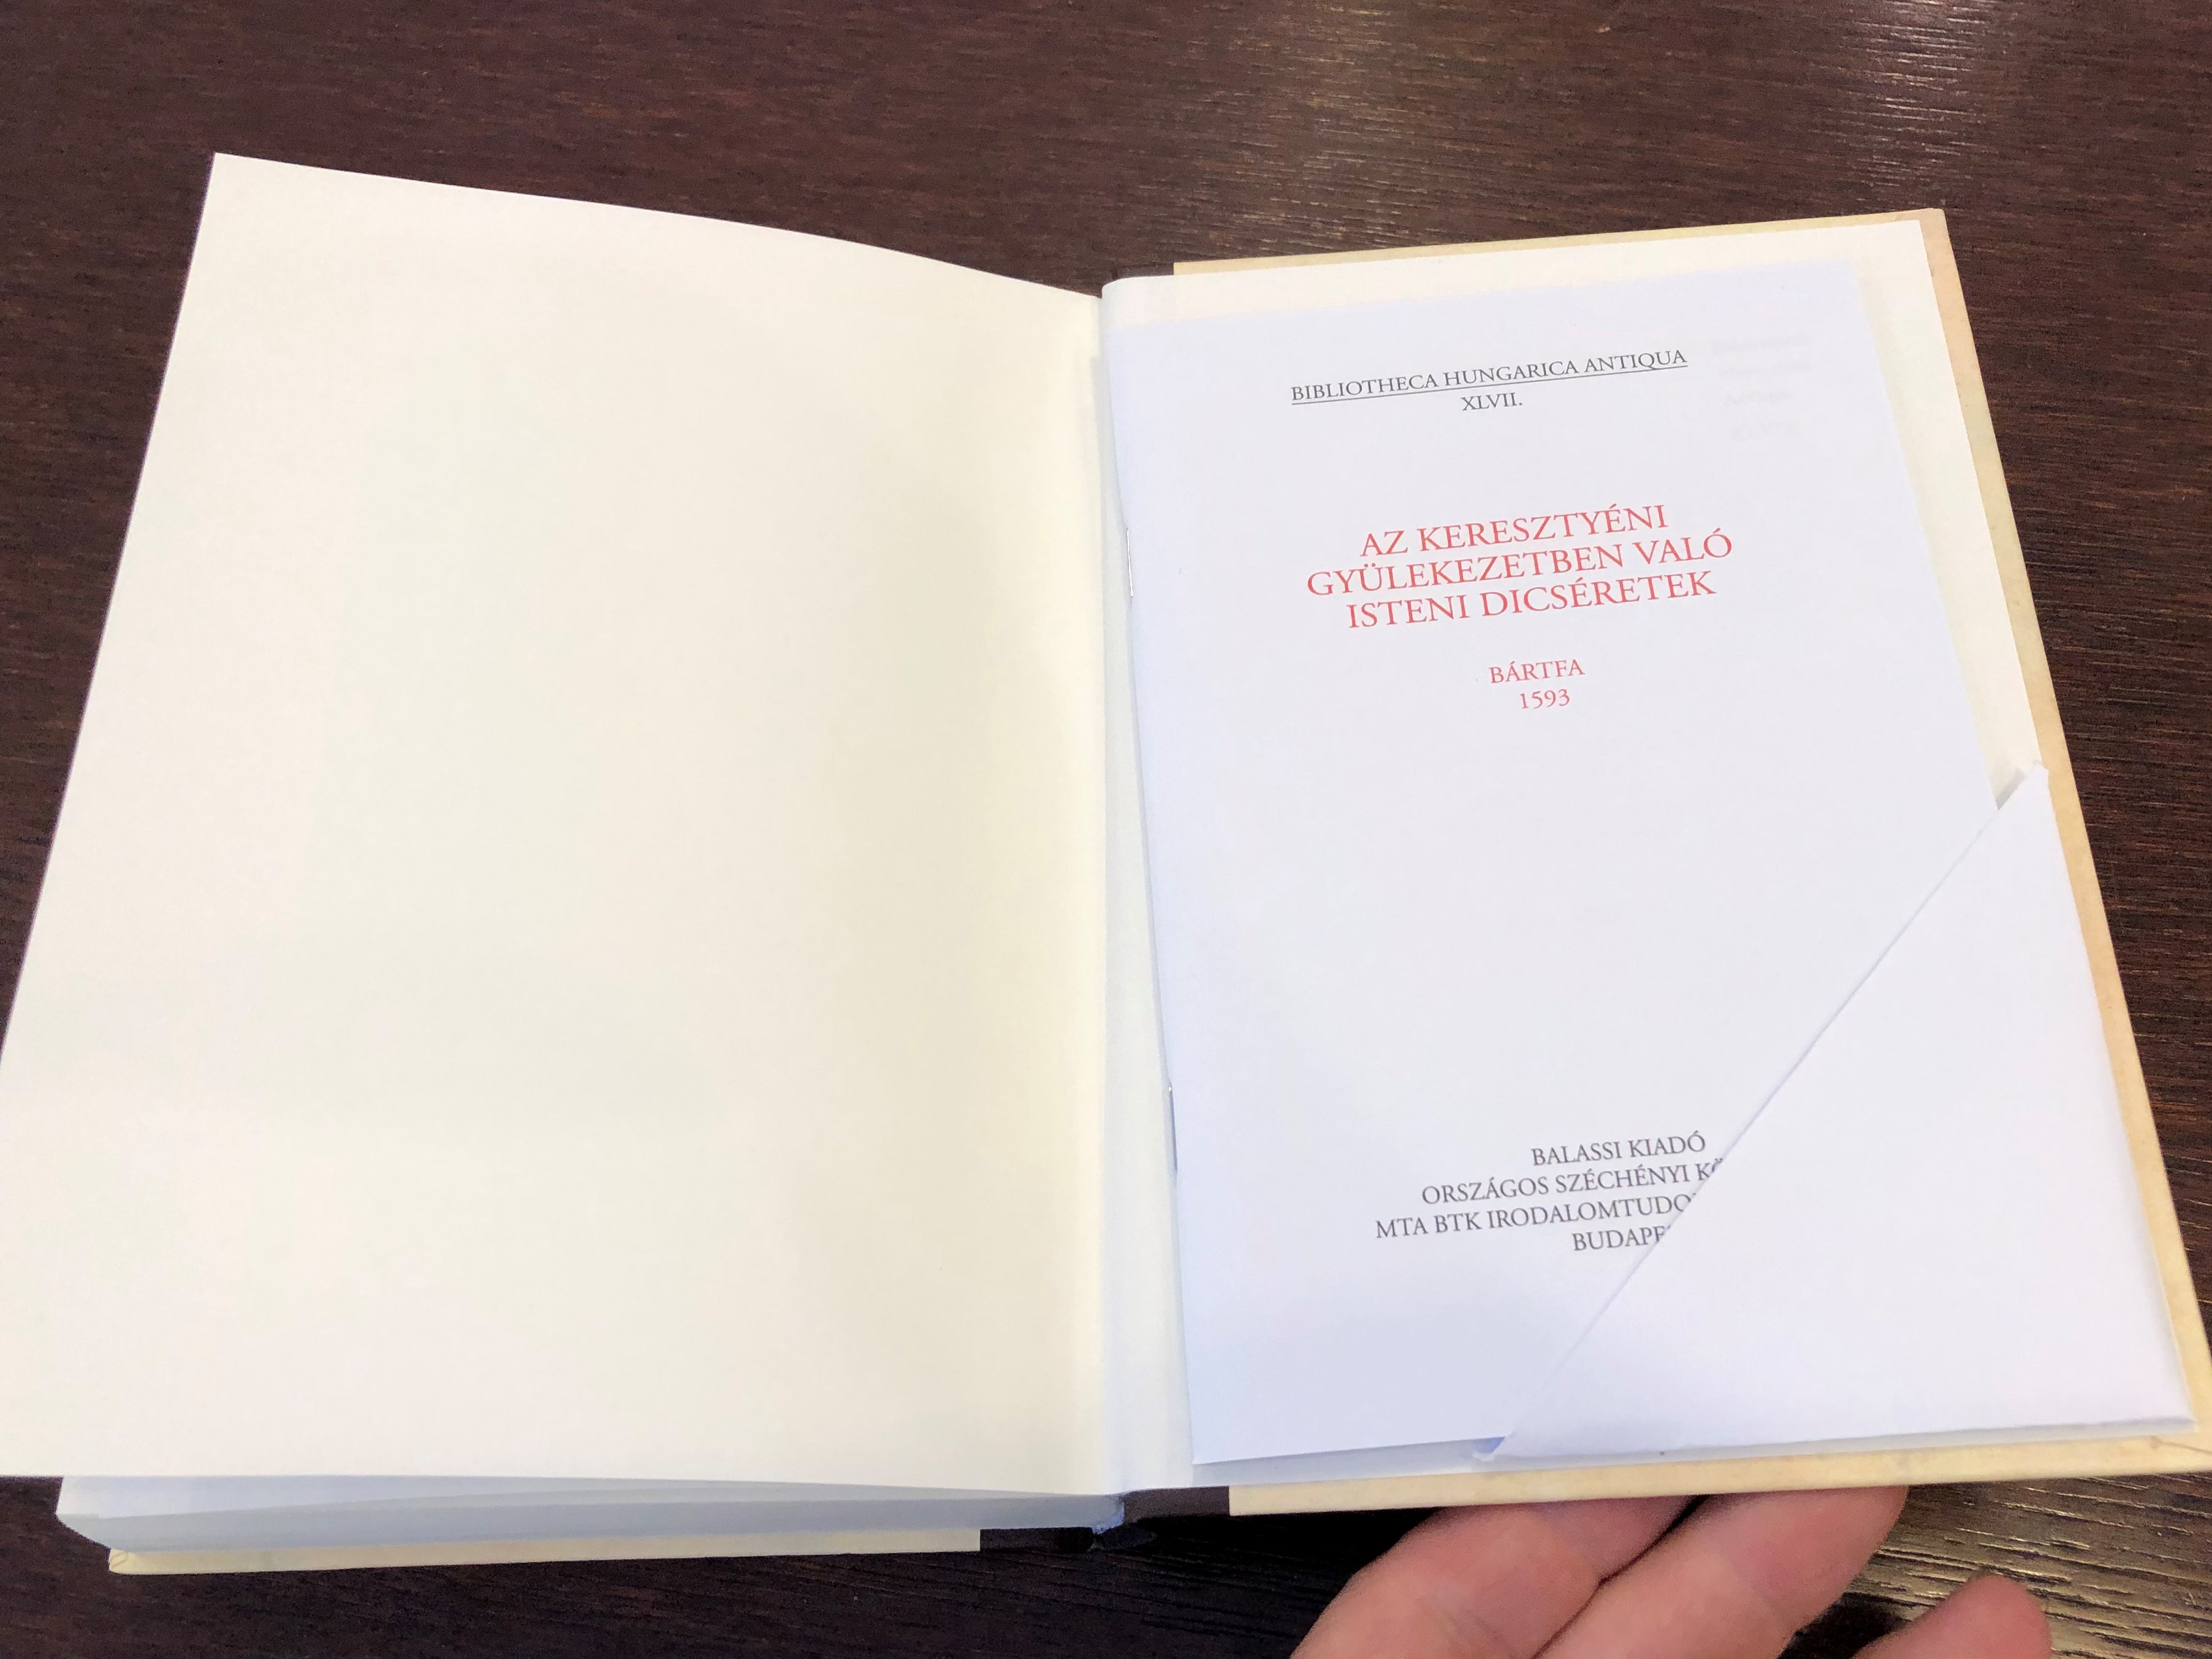 BIBLIOTHECA HUNGARICA ANTIQUA
XLVII.
AZ KERESZTYÉNI
GYÜLEKEZETBEN VALÓ
ISTENI DICSÉRETEK
BÁRTFA
1593
BALASSI KIADÓ
ORSZÁGOS SZÉCHÉNYI
MTA BTK